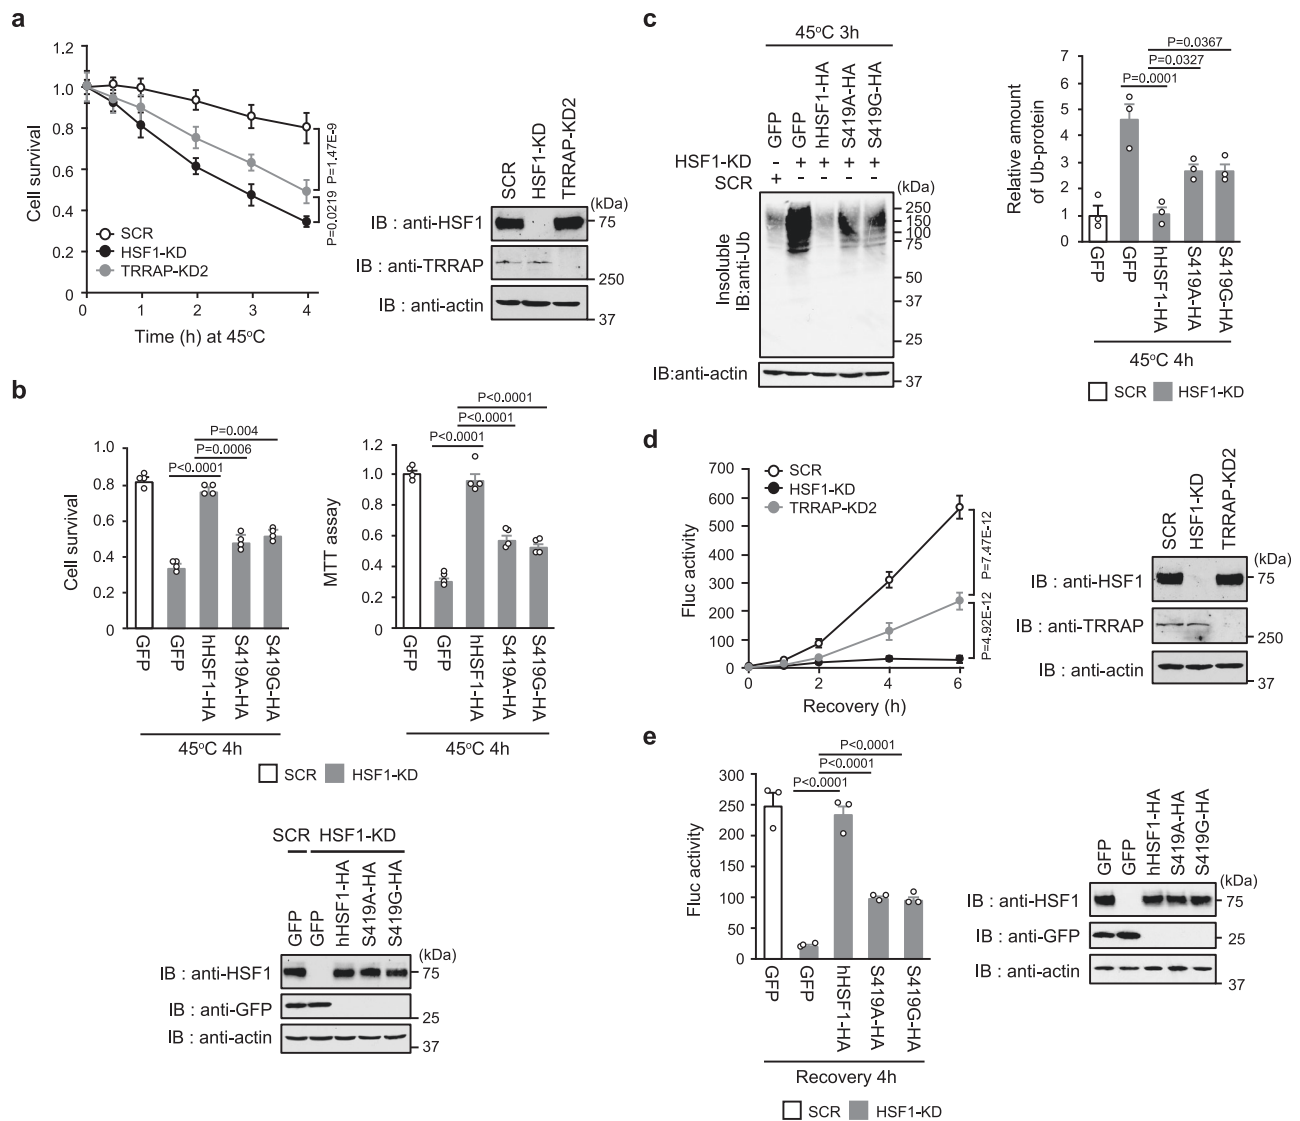 a
1.2
1.0
0.8
0.6
0.4
0.2
0
Cell survival
SCR
HSF1-KD
TRRAP-KD2
P=1.47E-9
P=0.0219
0 1 2 3 4
Time (h) at 45°C
SCR
HSF1-KD
TRRAP-KD2
(kDa)
IB : anti-HSF1
75
IB : anti-TRRAP
250
IB : anti-actin
37
b
P<0.0001
P=0.0006
P=0.004
1.0
0.8
0.6
0.4
0.2
0
Cell survival
GFP
GFP
hHSF1-HA
S419A-HA
S419G-HA
45°C 4h
P<0.0001
P<0.0001
P<0.0001
1.2
1.0
0.8
0.6
0.4
0.2
0
MTT assay
GFP
GFP
hHSF1-HA
S419A-HA
S419G-HA
45°C 4h
SCR HSF1-KD
SCR HSF1-KD
GFP
GFP
hHSF1-HA
S419A-HA
S419G-HA
(kDa)
IB : anti-HSF1
75
IB : anti-GFP
25
IB : anti-actin
37
c
45°C 3h
GFP
GFP
hHSF1-HA
S419A-HA
S419G-HA
HSF1-KD - + + + +
SCR + - - - -
(kDa)
250
150
100
75
50
37
25
Insoluble
IB:anti-Ub
IB:anti-actin
37
P=0.0367
P=0.0327
P=0.0001
7
6
5
4
3
2
1
0
Relative amount
of Ub-protein
GFP
GFP
hHSF1-HA
S419A-HA
S419G-HA
45°C 4h
SCR HSF1-KD
d
700
600
500
400
300
200
100
0
Fluc activity
SCR
HSF1-KD
TRRAP-KD2
P=7.47E-12
P=4.92E-12
0 2 4 6
Recovery (h)
SCR
HSF1-KD
TRRAP-KD2
(kDa)
IB : anti-HSF1
75
IB : anti-TRRAP
250
IB : anti-actin
37
e
P<0.0001
P<0.0001
P<0.0001
300
250
200
150
100
50
0
Fluc activity
GFP
GFP
hHSF1-HA
S419A-HA
S419G-HA
Recovery 4h
SCR HSF1-KD
GFP
GFP
hHSF1-HA
S419A-HA
S419G-HA
(kDa)
IB : anti-HSF1
75
IB : anti-GFP
25
IB : anti-actin
37